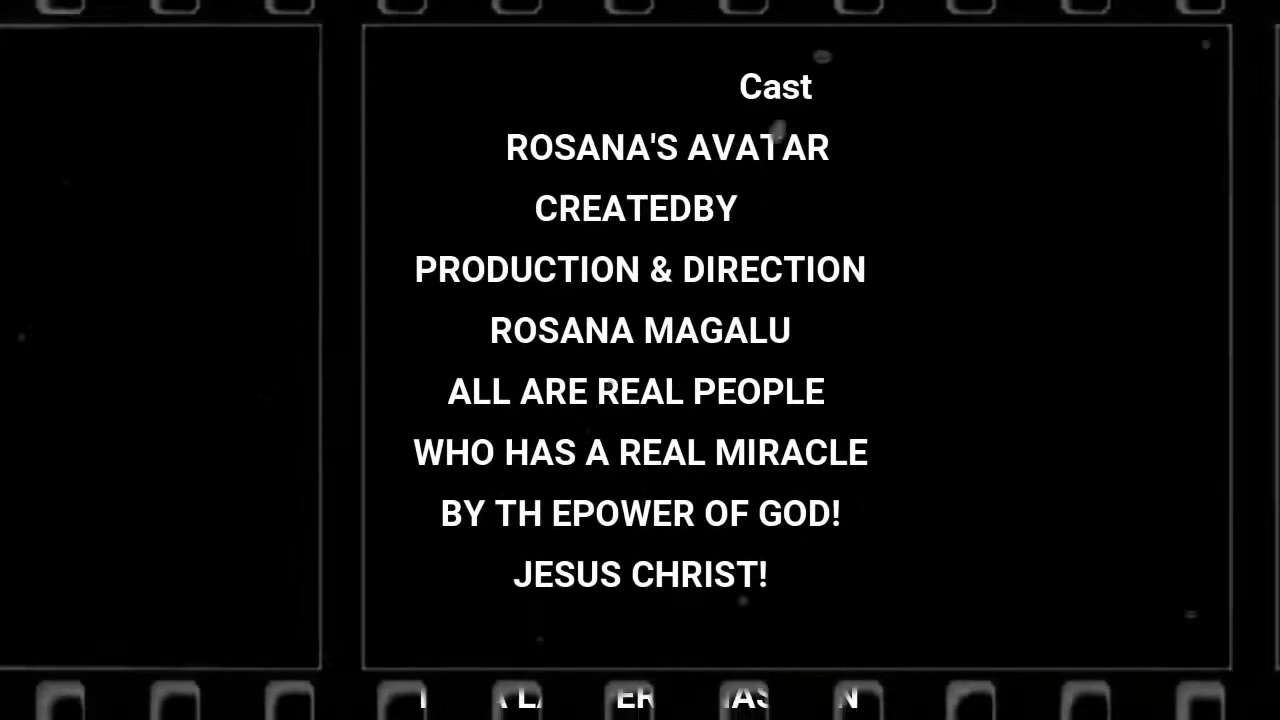 Cast
ROSANA'S AVATAR
CREATEDBY
PRODUCTION & DIRECTION
ROSANA MAGALU
ALL ARE REAL PEOPLE
WHO HAS A REAL MIRACLE
BY TH EPOWER OF GOD!
JESUS CHRIST!